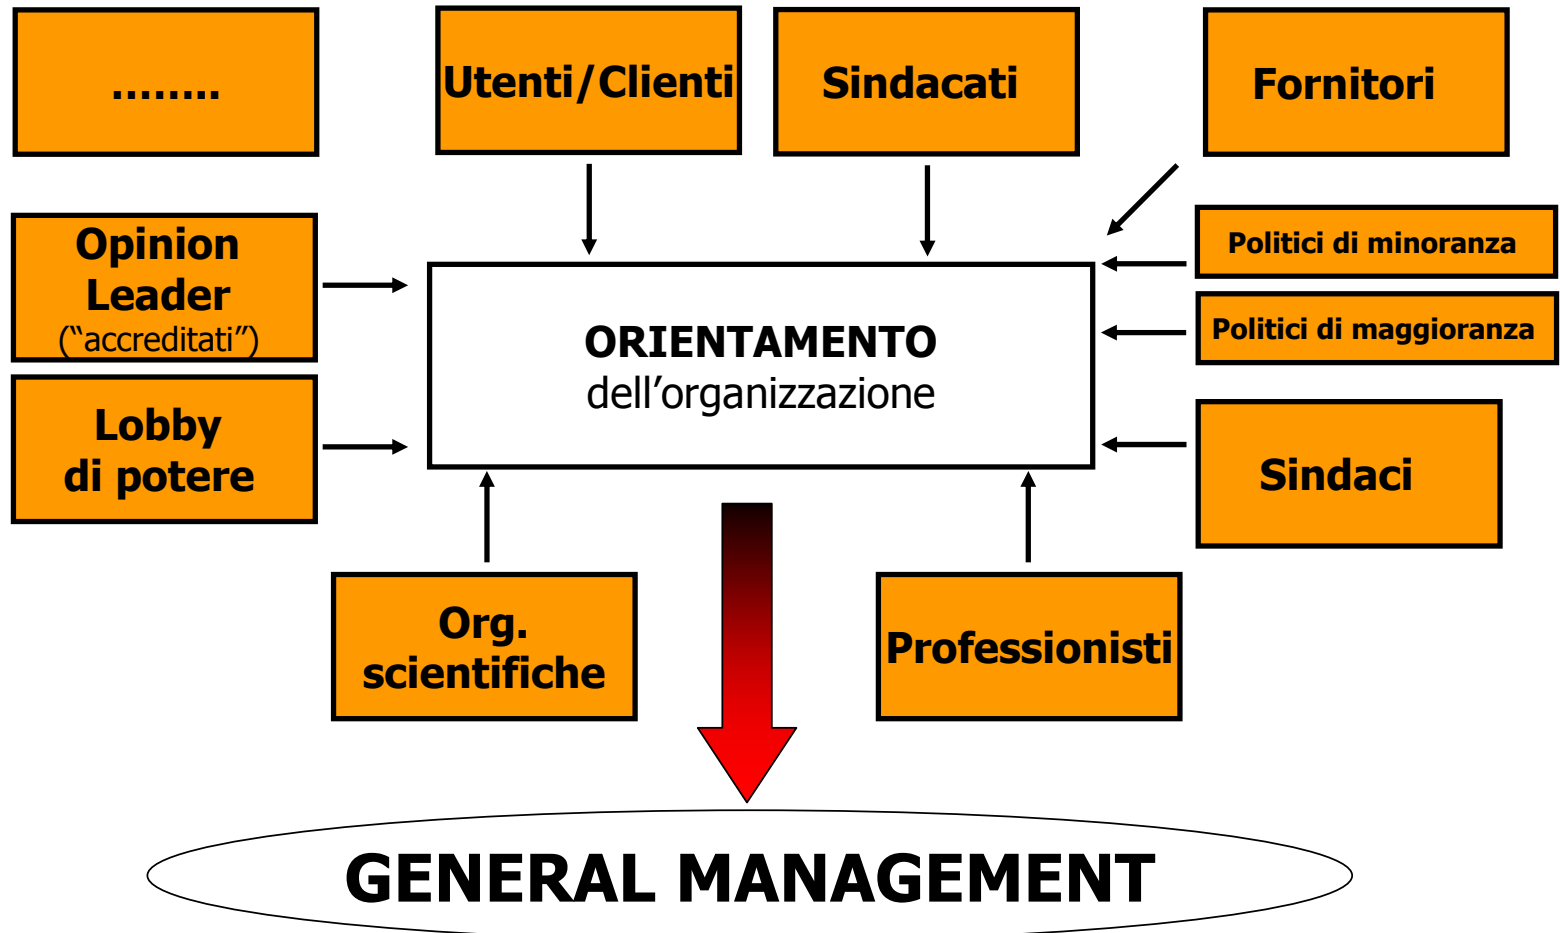 ........
Utenti/Clienti
Sindacati
Fornitori
Opinion
Leader
(“accreditati”)
Politici di minoranza
Politici di maggioranza
ORIENTAMENTO
dell’organizzazione
Lobby
di potere
Sindaci
Org.
scientifiche
Professionisti
GENERAL MANAGEMENT